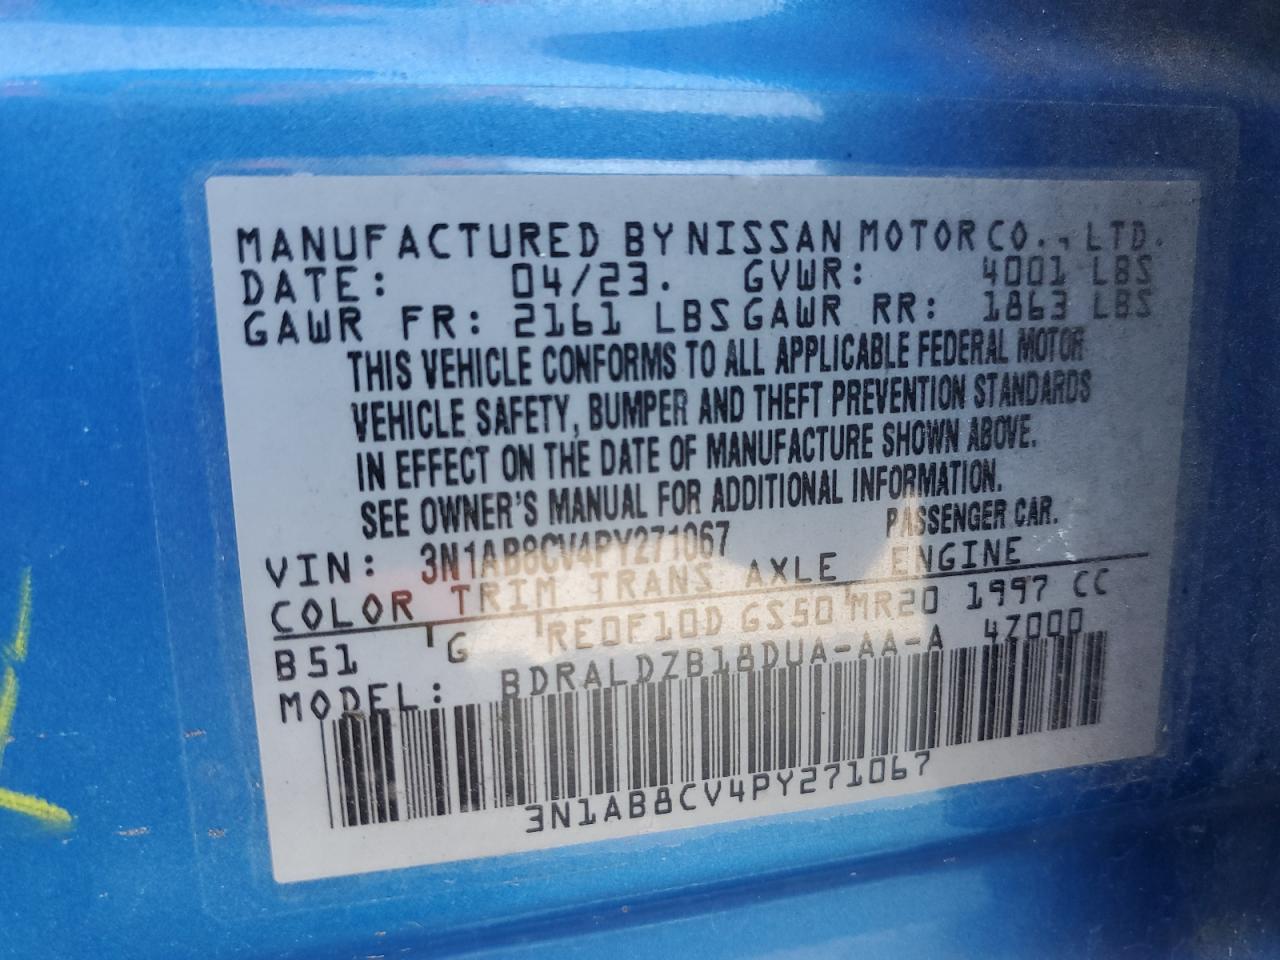 MANUFACTURED BY NISSAN MOTOR CO., LTD.
DATE: 04/23. GVWR: 4001 LBS
GAWR FR: 2161 LBS GAWR RR: 1863 LBS
THIS VEHICLE CONFORMS TO ALL APPLICABLE FEDERAL MOTOR
VEHICLE SAFETY, BUMPER AND THEFT PREVENTION STANDARDS
IN EFFECT ON THE DATE OF MANUFACTURE SHOWN ABOVE.
SEE OWNER'S MANUAL FOR ADDITIONAL INFORMATION.
VIN: 3N1AB8CV4PY271067 PASSENGER CAR.
COLOR TRIM TRANS AXLE ENGINE
B51 G RE0F10D GS50 MR20 1997 CC
MODEL: BDRALDZB18DUA-AA-A 47000
3N1AB8CV4PY271067